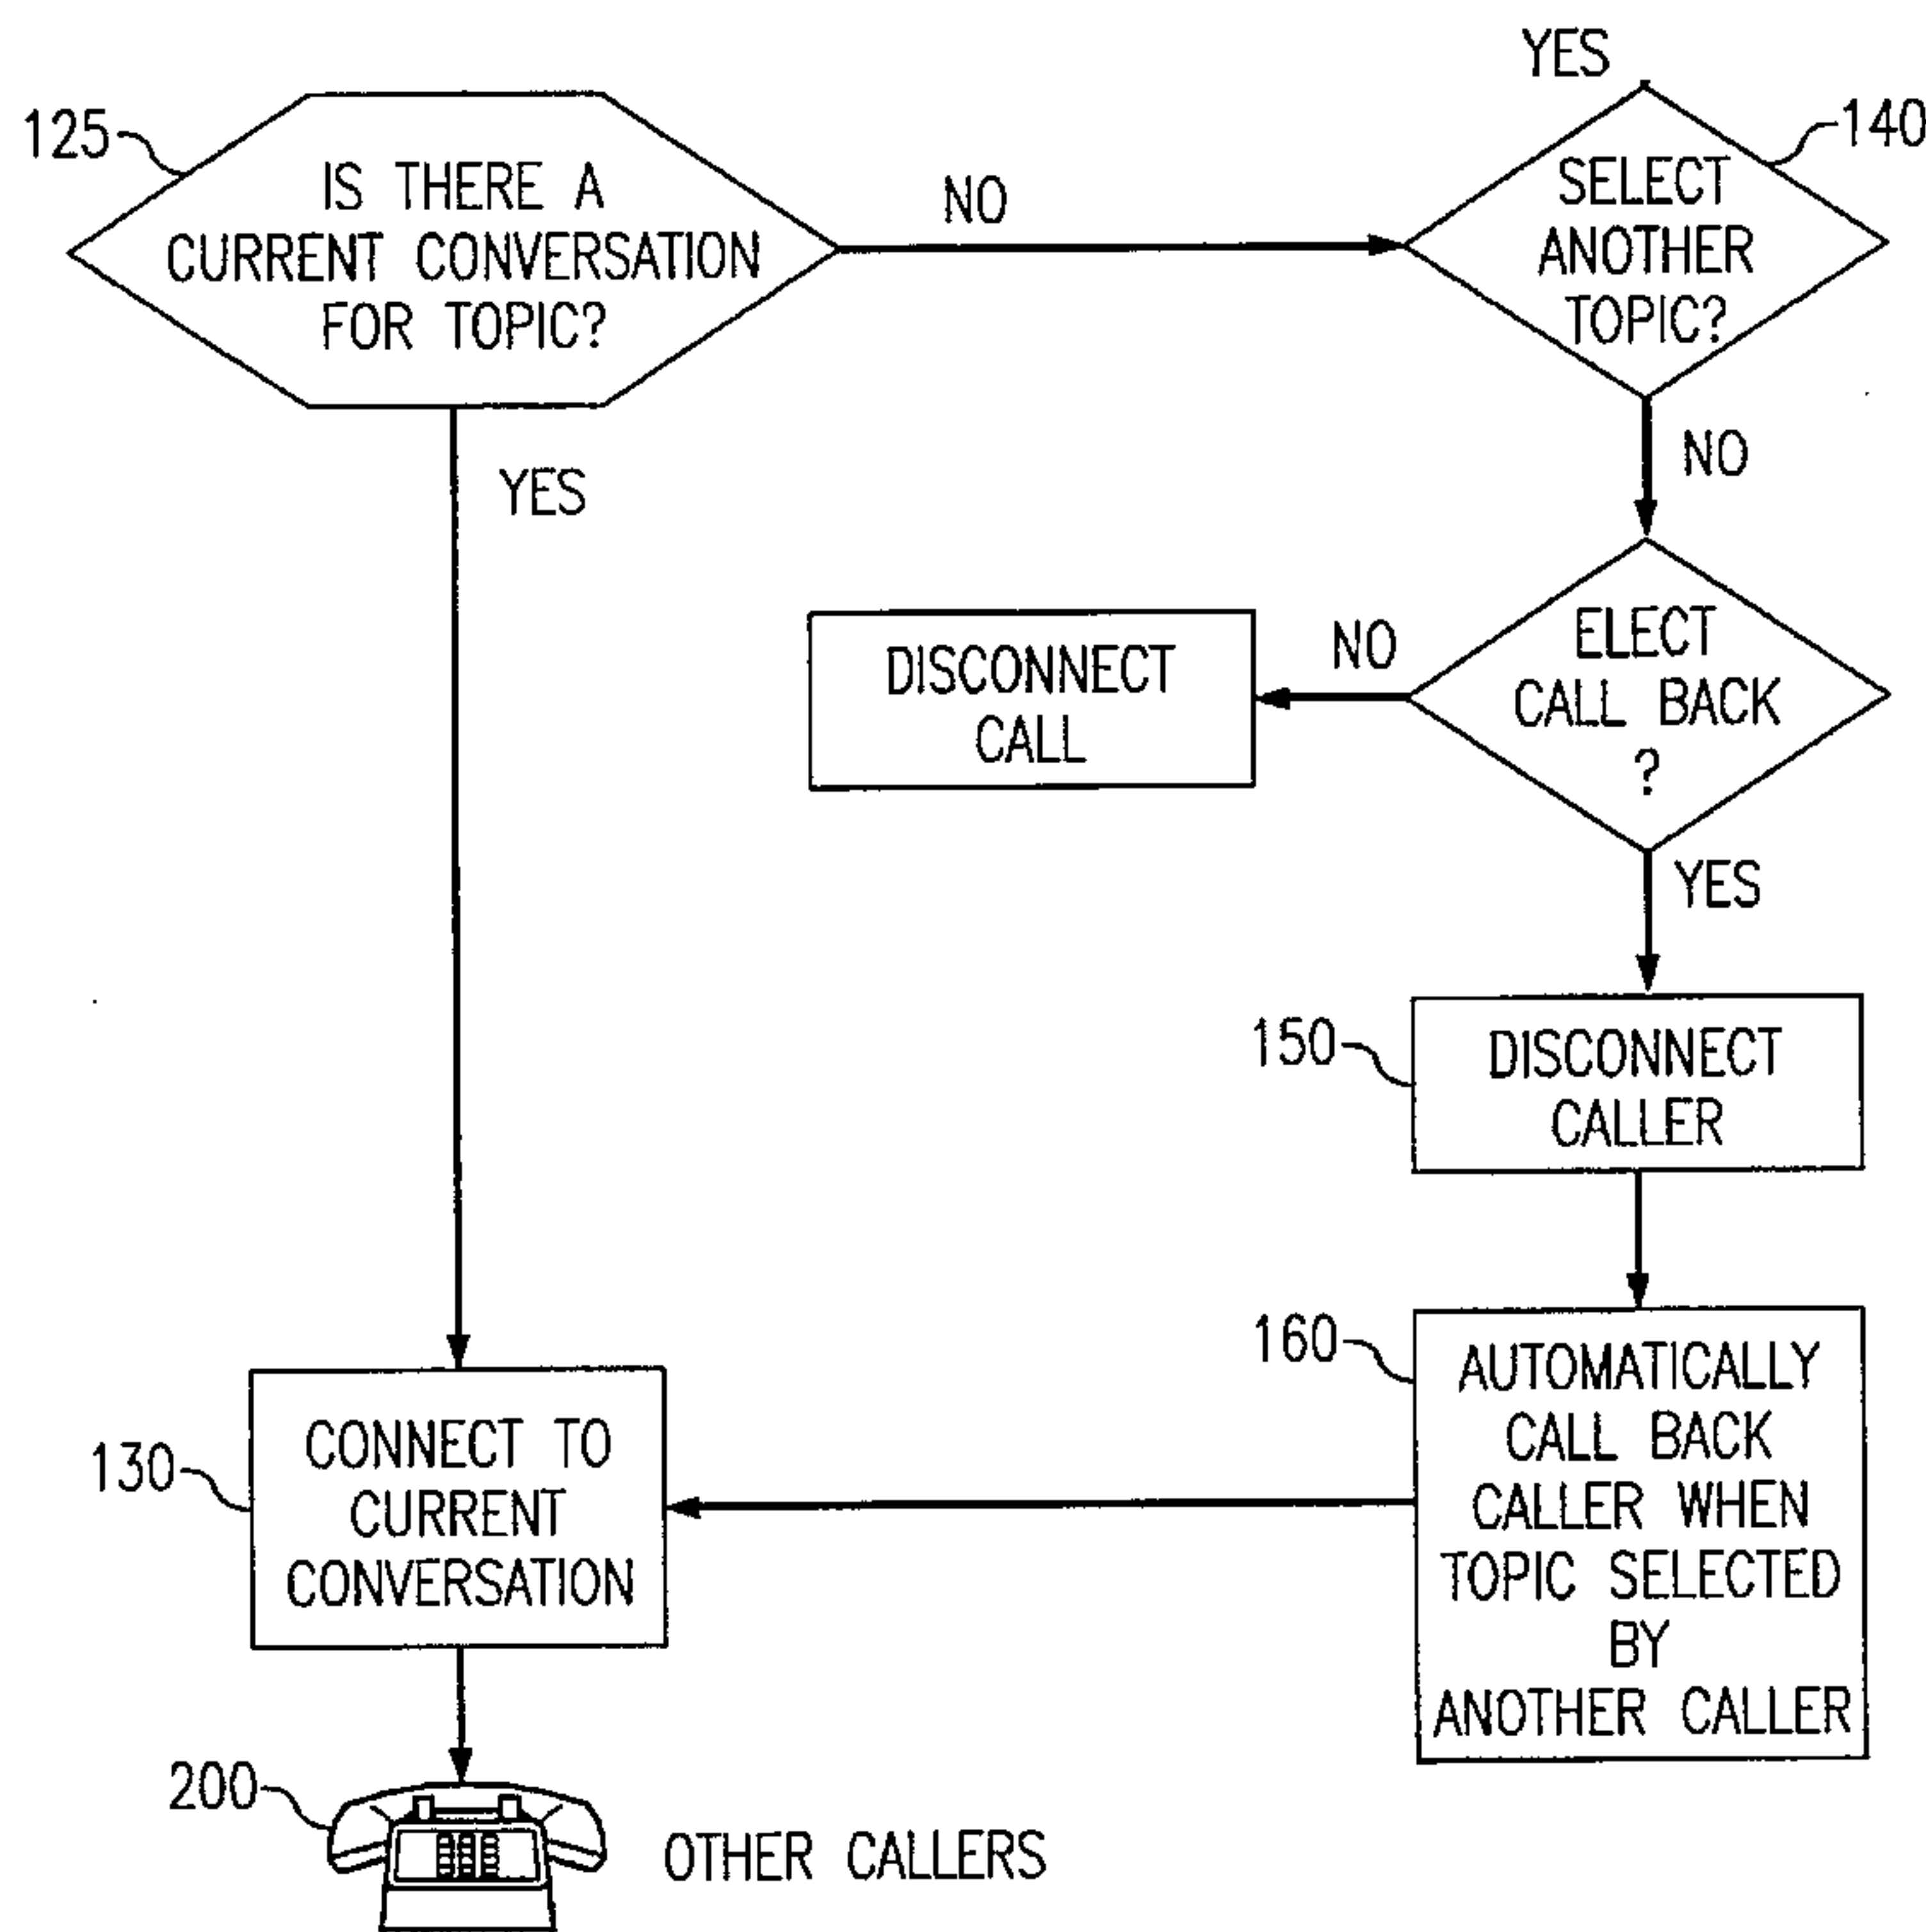 YES
125
IS THERE A
CURRENT CONVERSATION
FOR TOPIC?
NO
140
SELECT
ANOTHER
TOPIC?
YES
NO
DISCONNECT
CALL
NO
ELECT
CALL BACK
?
YES
150
DISCONNECT
CALLER
160
AUTOMATICALLY
CALL BACK
CALLER WHEN
TOPIC SELECTED
BY
ANOTHER CALLER
130
CONNECT TO
CURRENT
CONVERSATION
200
OTHER CALLERS